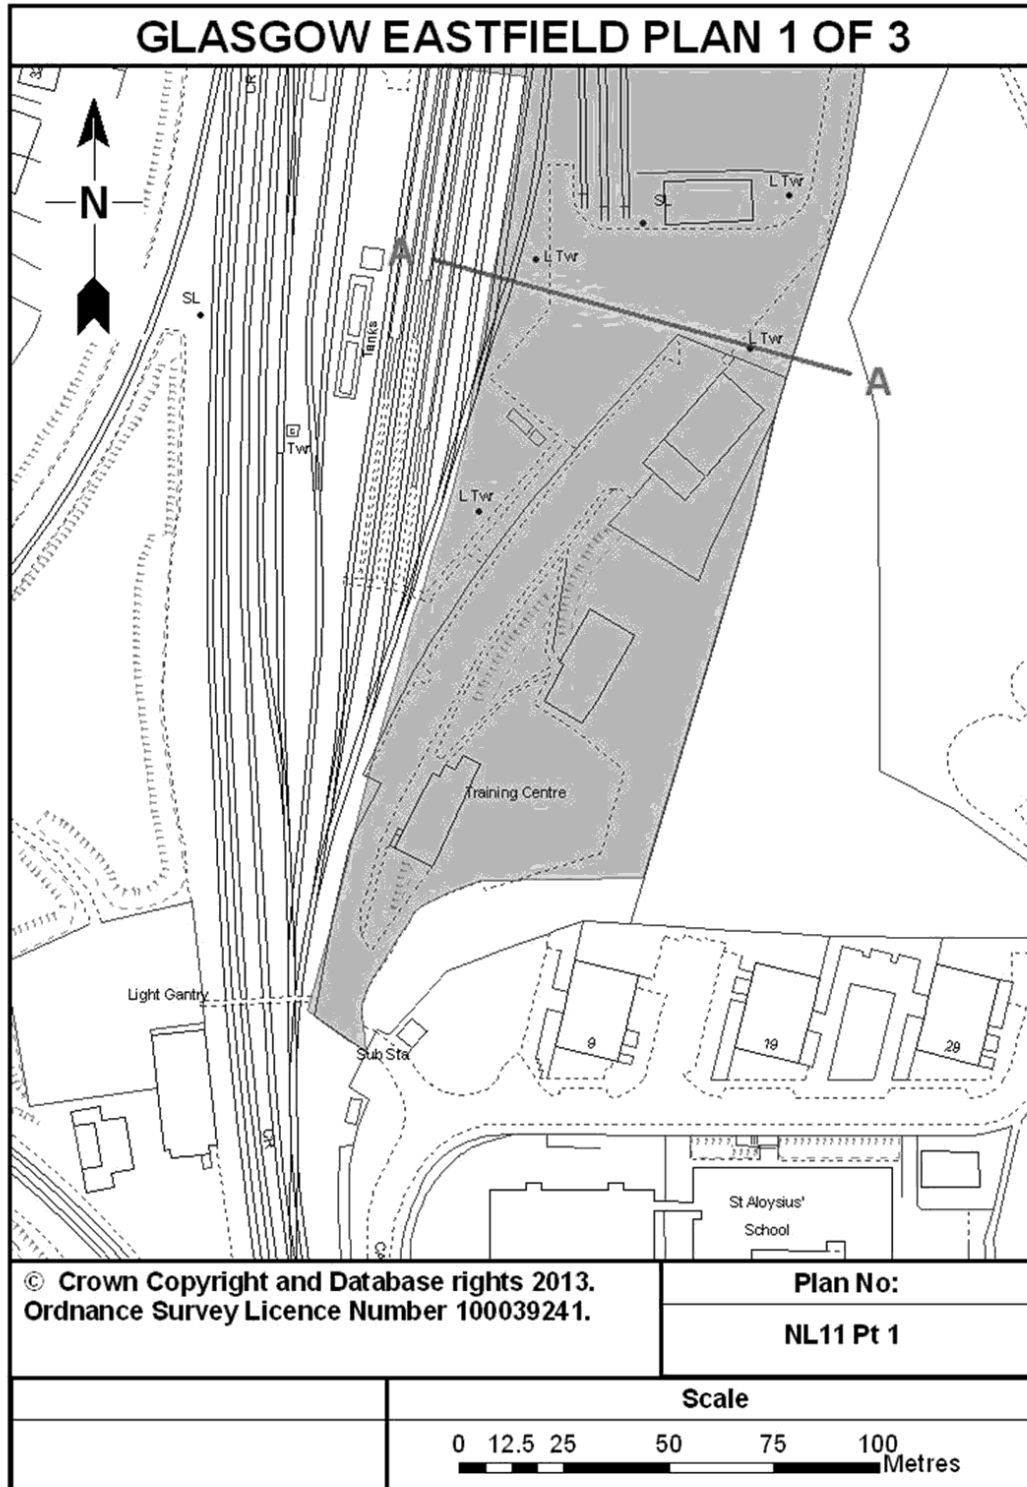 GLASGOW EASTFIELD PLAN 1 OF 3
CR
N
L Twr
SL
A
L Twr
SL
Tanks
L Twr
A
Twr
L Twr
Training Centre
Light Gantry
9
19
29
Sub Sta
CR
St Aloysius'
School
© Crown Copyright and Database rights 2013.
Ordnance Survey Licence Number 100039241.
Plan No:
NL11 Pt 1
Scale
0 12.5 25 50 75 100
Metres